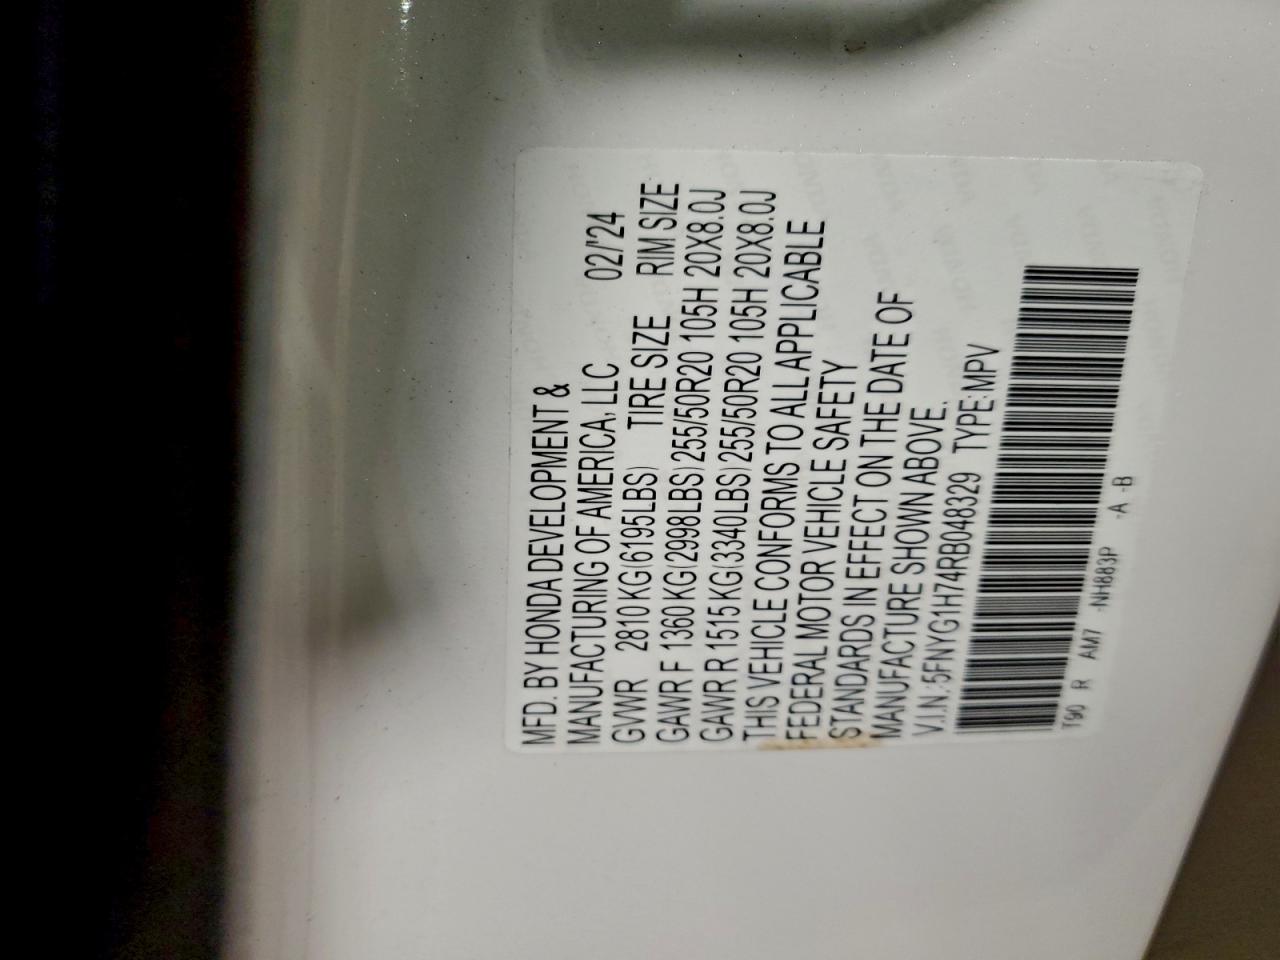 MFD. BY HONDA DEVELOPMENT &
MANUFACTURING OF AMERICA, LLC 02/'24
GVWR 2810 KG(6195LBS) TIRE SIZE RIM SIZE
GAWR F 1360 KG(2998LBS) 255/50R20 105H 20X8.0J
GAWR R 1515 KG(3340LBS) 255/50R20 105H 20X8.0J
THIS VEHICLE CONFORMS TO ALL APPLICABLE
FEDERAL MOTOR VEHICLE SAFETY
STANDARDS IN EFFECT ON THE DATE OF
MANUFACTURE SHOWN ABOVE.
V.I.N.:5FNYG1H74RB048329 TYPE:MPV
T90 R AM7 -NH883P -A -B